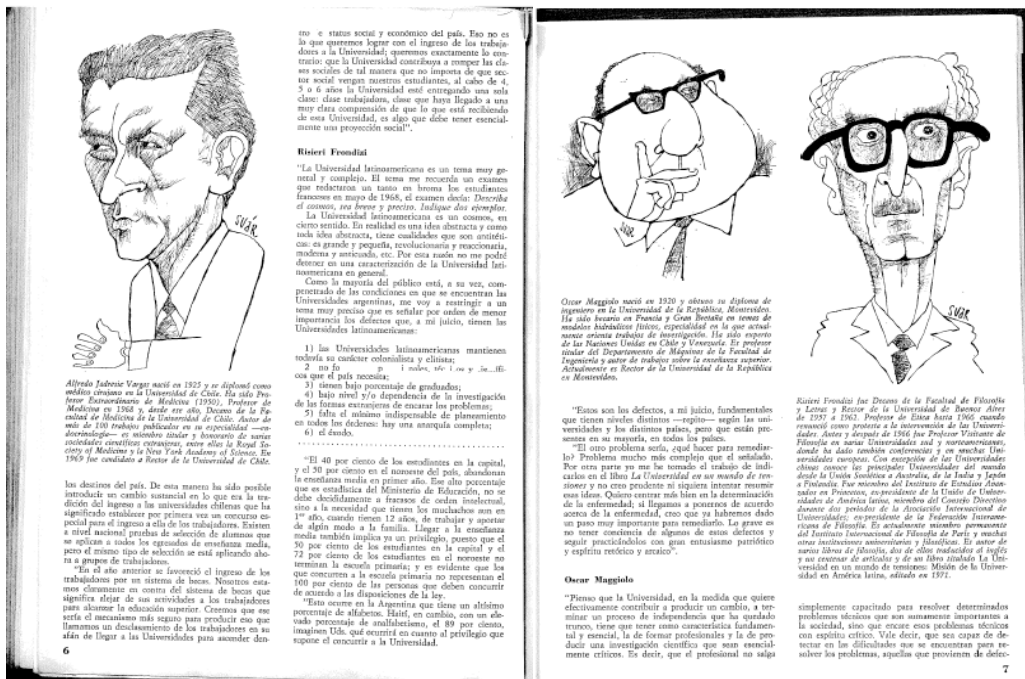 SUÁR
Alfredo Jadresic Vargas nació en 1925 y se diplomó como
médico cirujano en la Universidad de Chile. Ha sido Pro-
fesor Extraordinario de Medicina (1950), Profesor de
Medicina en 1968 y, desde ese año, Decano de la Fa-
cultad de Medicina de la Universidad de Chile. Autor de
más de 100 trabajos publicados en su especialidad —en-
docrinología— es miembro titular y honorario de varias
sociedades científicas extranjeras, entre ellas la Royal So-
ciety of Medicine y la New York Academy of Science. En
1969 fue candidato a Rector de la Universidad de Chile.
los destinos del país. De esta manera ha sido posible
introducir un cambio sustancial en lo que era la tra-
dición del ingreso a las universidades chilenas que ha
significado establecer por primera vez un concurso es-
pecial para el ingreso a ella de los trabajadores. Existen
a nivel nacional pruebas de selección de alumnos que
se aplican a todos los egresados de enseñanza media,
pero el mismo tipo de selección se está aplicando aho-
ra a grupos de trabajadores.
"En el año anterior se favoreció el ingreso de los
trabajadores por un sistema de becas. Nosotros esta-
mos claramente en contra del sistema de becas que
significa alejar de sus actividades a los trabajadores
para alcanzar la educación superior. Creemos que ese
sería el mecanismo más seguro para producir eso que
llamamos un desclasamiento de los trabajadores en su
afán de llegar a las Universidades para ascender den-
6
tro e status social y económico del país. Eso no es
lo que queremos lograr con el ingreso de los trabaja-
dores a la Universidad; queremos exactamente lo con-
trario: que la Universidad contribuya a romper las cla-
ses sociales de tal manera que no importa de que sec-
tor social vengan nuestros estudiantes, al cabo de 4,
5 o 6 años la Universidad esté entregando una sola
clase: clase trabajadora, clase que haya llegado a una
muy clara comprensión de que lo que está recibiendo
de esta Universidad, es algo que debe tener esencial-
mente una proyección social".
Risieri Frondizi
"La Universidad latinoamericana es un tema muy ge-
neral y complejo. El tema me recuerda un examen
que redactaron un tanto en broma los estudiantes
franceses en mayo de 1968, el examen decía: Describa
el cosmos, sea breve y preciso. Indique dos ejemplos.
La Universidad latinoamericana es un cosmos, en
cierto sentido. En realidad es una idea abstracta y como
toda idea abstracta, tiene cualidades que son antitéti-
cas: es grande y pequeña, revolucionaria y reaccionaria,
moderna y anticuada, etc. Por esta razón no me podré
detener en una caracterización de la Universidad lati-
noamericana en general.
Como la mayoría del público está, a su vez, com-
penetrado de las condiciones en que se encuentran las
Universidades argentinas, me voy a restringir a un
tema muy preciso que es señalar por orden de menor
importancia los defectos que, a mi juicio, tienen las
Universidades latinoamericanas:
1) las Universidades latinoamericanas mantienen
todavía su carácter colonialista y elitista;
2 no
cos que el país necesita;
3) tienen bajo porcentaje de graduados;
4) bajo nivel y/o dependencia de la investigación
de las formas extranjeras de encarar los problemas;
5) falta el mínimo indispensable de planeamiento
en todos los órdenes: hay una anarquía completa;
6) el éxodo.
"El 40 por ciento de los estudiantes en la capital,
y el 50 por ciento en el noroeste del país, abandonan
la enseñanza media en primer año. Ese alto porcentaje
que es estadística del Ministerio de Educación, no se
debe decididamente a fracasos de orden intelectual,
sino a la necesidad que tienen los muchachos aun en
1er año, cuando tienen 12 años, de trabajar y aportar
de algún modo a la familia. Llegar a la enseñanza
media también implica ya un privilegio, puesto que el
50 por ciento de los estudiantes en la capital y el
72 por ciento de los estudiantes en el noroeste no
terminan la escuela primaria; y es evidente que los
que concurren a la escuela primaria no representan el
100 por ciento de las personas que deben concurrir
de acuerdo a las disposiciones de la ley.
"Esto ocurre en la Argentina que tiene un altísimo
porcentaje de alfabetos. Haití, en cambio, con un ele-
vado porcentaje de analfabetismo, el 89 por ciento,
imaginen Uds. qué ocurrirá en cuanto al privilegio que
supone el concurrir a la Universidad.
SUÁR
Oscar Maggiolo nació en 1920 y obtuvo su diploma de
ingeniero en la Universidad de la República, Montevideo.
Ha sido becario en Francia y Gran Bretaña en temas de
modelos hidráulicos físicos, especialidad en la que actual-
mente orienta trabajos de investigación. Ha sido experto
de las Naciones Unidas en Chile y Venezuela. Es profesor
titular del Departamento de Máquinas de la Facultad de
Ingeniería y autor de trabajos sobre la enseñanza superior.
Actualmente es Rector de la Universidad de la República
en Montevideo.
"Estos son los defectos, a mi juicio, fundamentales
que tienen niveles distintos —repito— según las uni-
versidades y los distintos países, pero que están pre-
sentes en su mayoría, en todos los países.
"El otro problema sería, ¿qué hacer para remediar-
lo? Problema mucho más complejo que el señalado.
Por otra parte yo me he tomado el trabajo de indi-
carlos en el libro La Universidad en un mundo de ten-
siones y no creo prudente ni siquiera intentar resumir
esas ideas. Quiero centrar más bien en la determinación
de la enfermedad; si llegamos a ponernos de acuerdo
acerca de la enfermedad, creo que ya habremos dado
un paso muy importante para remediarlo. Lo grave es
no tener conciencia de algunos de estos defectos y
seguir practicándolos con gran entusiasmo patriótico
y espíritu retórico y arcaico".
Oscar Maggiolo
"Pienso que la Universidad, en la medida que quiere
efectivamente contribuir a producir un cambio, a ter-
minar un proceso de independencia que ha quedado
trunco, tiene que tener como característica fundamen-
tal y esencial, la de formar profesionales y la de pro-
ducir una investigación científica que sean esencial-
mente críticos. Es decir, que el profesional no salga
SUÁR
Risieri Frondizi fue Decano de la Facultad de Filosofía
y Letras y Rector de la Universidad de Buenos Aires
de 1957 a 1962. Profesor de Etica hasta 1966 cuando
renunció como protesta a la intervención de las Universi-
dades. Antes y después de 1966 fue Profesor Visitante de
Filosofía en varias Universidades sud y norteamericanas,
donde ha dado también conferencias y en muchas Uni-
versidades europeas. Con excepción de las Universidades
chinas conoce las principales Universidades del mundo
desde la Unión Soviética a Australia, de la India y Japón
a Finlandia. Fue miembro del Instituto de Estudios Avan-
zados en Princeton, ex-presidente de la Unión de Univer-
sidades de América latina, miembro del Consejo Directivo
durante dos períodos de la Asociación Internacional de
Universidades; ex-presidente de la Federación Interame-
ricana de Filosofía. Es actualmente miembro permanente
del Instituto Internacional de Filosofía de París y muchas
otras instituciones universitarias y filosóficas. Es autor de
varios libros de filosofía, dos de ellos traducidos al inglés
y un centenar de artículos y de un libro titulado La Uni-
versidad en un mundo de tensiones: Misión de la Univer-
sidad en América latina, editado en 1971.
simplemente capacitado para resolver determinados
problemas técnicos que son sumamente importantes a
la sociedad, sino que encare esos problemas técnicos
con espíritu crítico. Vale decir, que sea capaz de de-
tectar en las dificultades que se encuentran para re-
solver los problemas, aquellas que provienen de defec-
7